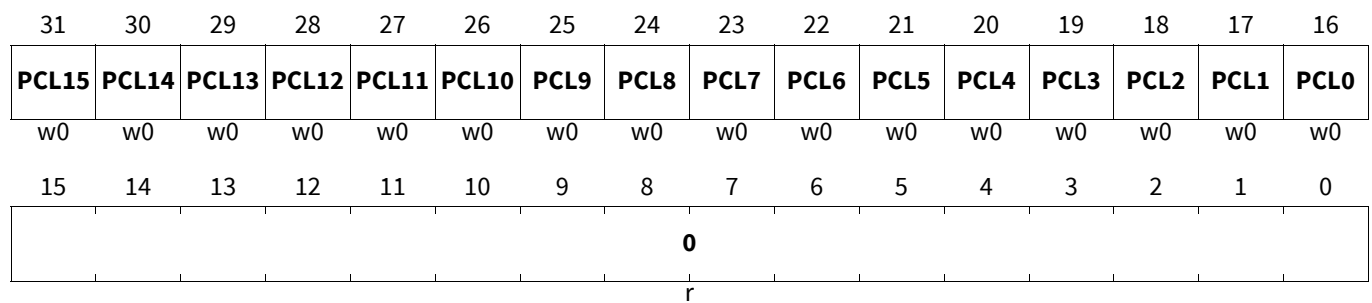 31 30 29 28 27 26 25 24 23 22 21 20 19 18 17 16
PCL15 PCL14 PCL13 PCL12 PCL11 PCL10 PCL9 PCL8 PCL7 PCL6 PCL5 PCL4 PCL3 PCL2 PCL1 PCL0
w0 w0 w0 w0 w0 w0 w0 w0 w0 w0 w0 w0 w0 w0 w0 w0
15 14 13 12 11 10 9 8 7 6 5 4 3 2 1 0
0
r